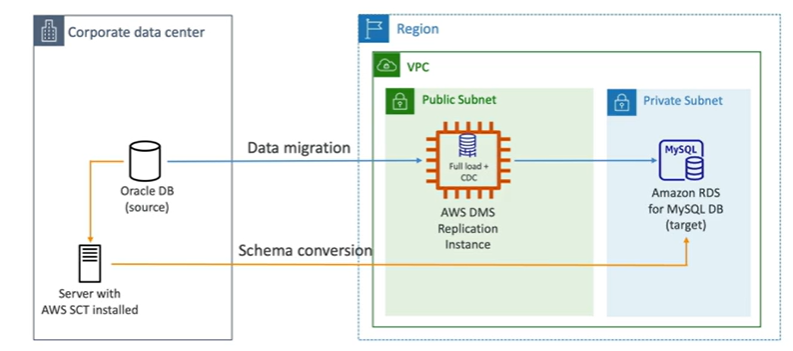 Corporate data center
Region
VPC
Public Subnet
Private Subnet
Data migration
Full load +
CDC
MySQL
Oracle DB
(source)
AWS DMS
Replication
Instance
Amazon RDS
for MySQL DB
(target)
Schema conversion
Server with
AWS SCT installed